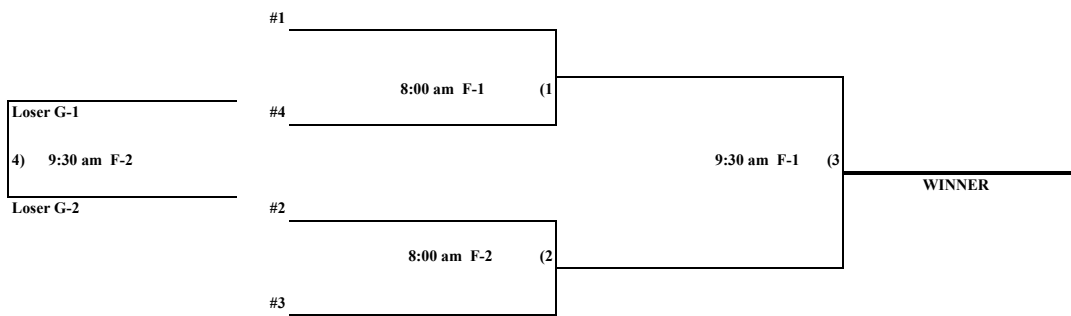 #1
8:00 am F-1 (1
Loser G-1
#4
4) 9:30 am F-2
9:30 am F-1 (3
WINNER
Loser G-2
#2
8:00 am F-2 (2
#3